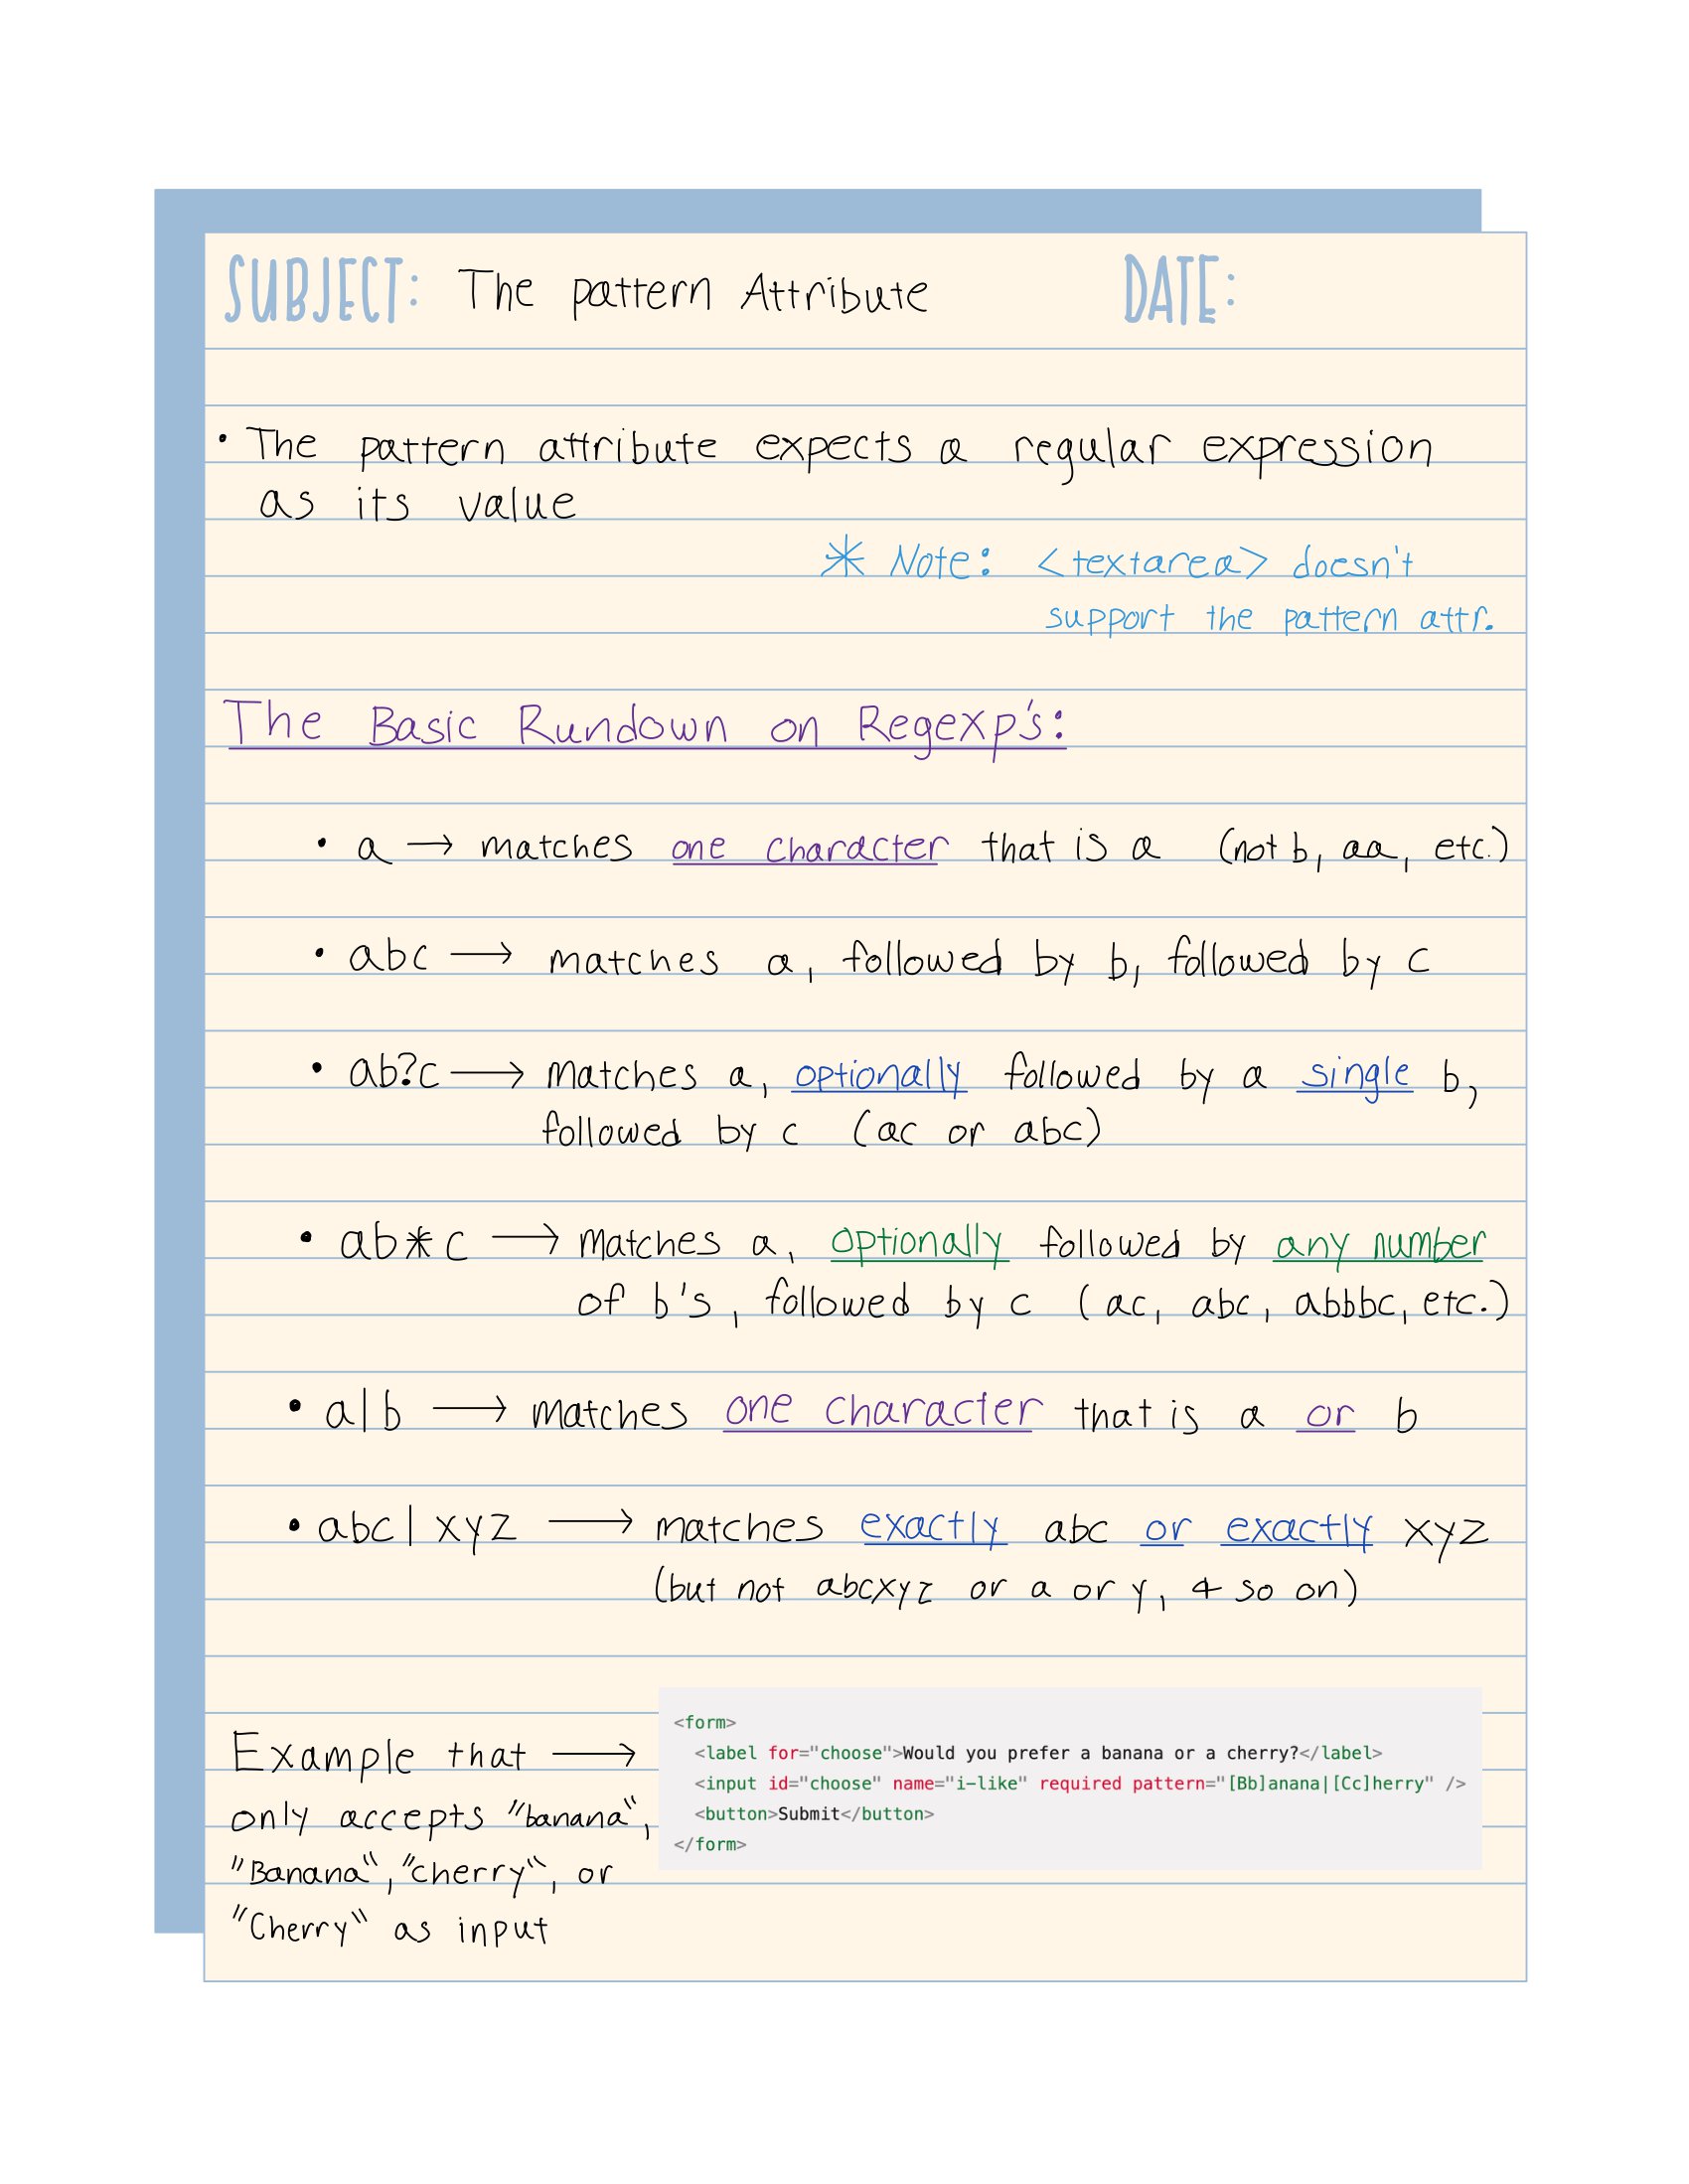 SUBJECT: The pattern Attribute DATE:
• The pattern attribute expects a regular expression
as its value
* Note: <textarea> doesn't
support the pattern attr.
The Basic Rundown on Regexp's:
• a → matches one character that is a (not b, aa, etc.)
• abc → matches a, followed by b, followed by c
• ab?c → matches a, optionally followed by a single b,
followed by c (ac or abc)
• ab*c → matches a, optionally followed by any number
of b's, followed by c (ac, abc, abbbc, etc.)
• a|b → matches one character that is a or b
• abc|xyz → matches exactly abc or exactly xyz
(but not abcxyz or a or y, & so on)
Example that →
only accepts "banana",
"Banana", "cherry", or
"Cherry" as input
<form>
<label for="choose">Would you prefer a banana or a cherry?</label>
<input id="choose" name="i-like" required pattern="[Bb]anana|[Cc]herry" />
<button>Submit</button>
</form>